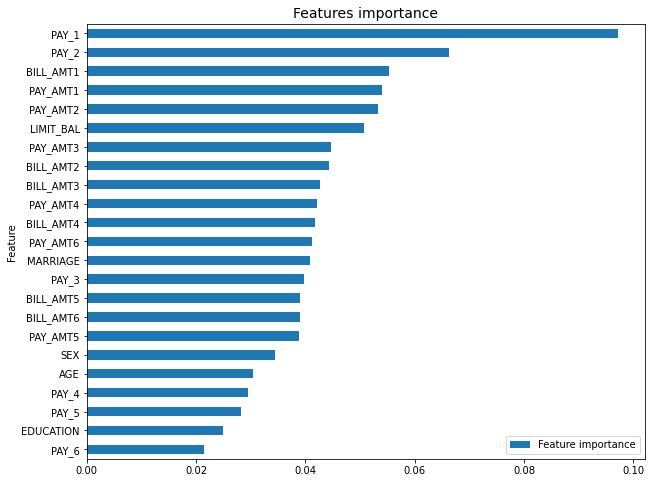 Features importance
PAY_1
PAY_2
BILL_AMT1
PAY_AMT1
PAY_AMT2
LIMIT_BAL
PAY_AMT3
BILL_AMT2
BILL_AMT3
PAY_AMT4
BILL_AMT4
PAY_AMT6
MARRIAGE
PAY_3
BILL_AMT5
BILL_AMT6
PAY_AMT5
SEX
AGE
PAY_4
PAY_5
EDUCATION
PAY_6
Feature
Feature importance
0.00 0.02 0.04 0.06 0.08 0.10